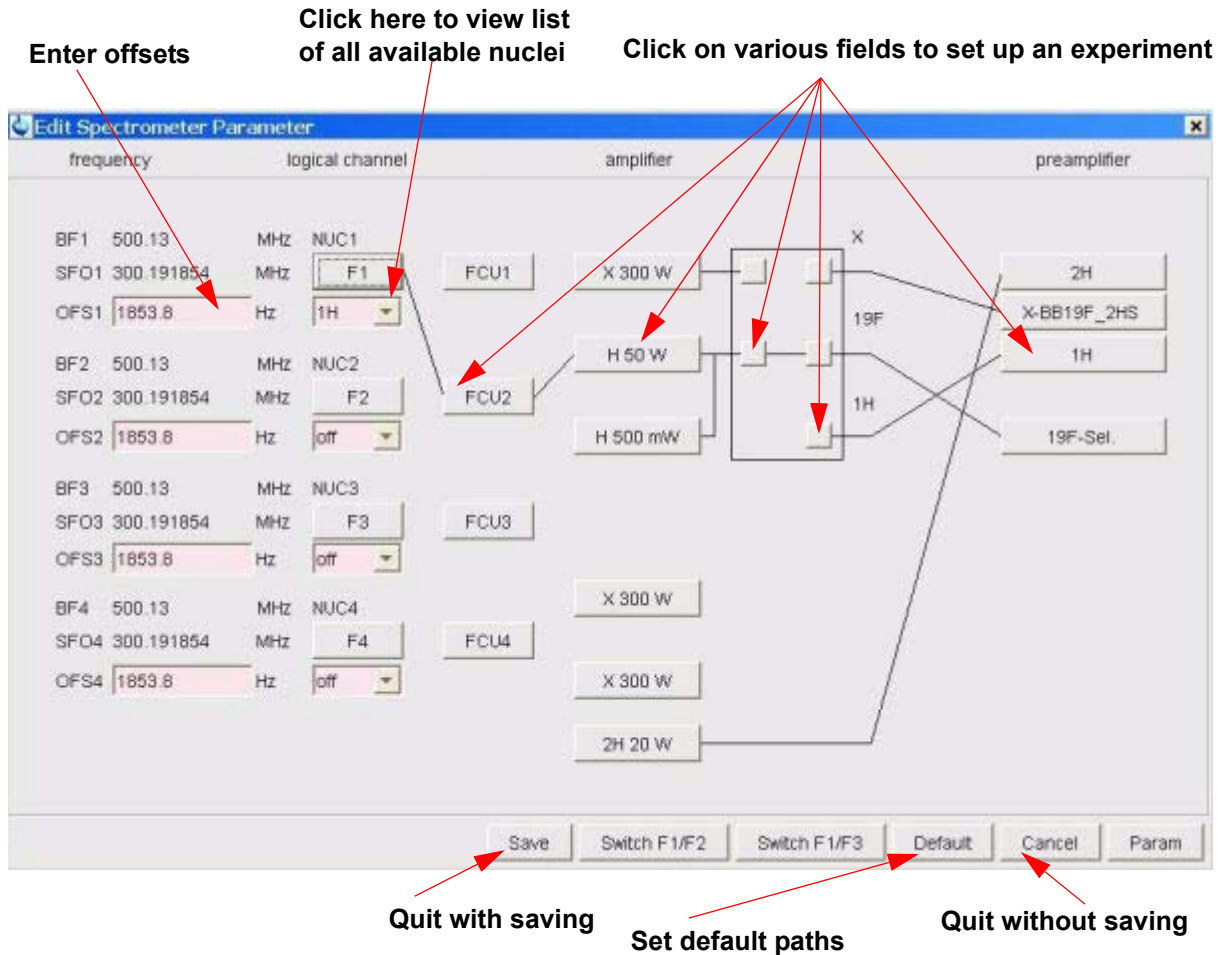 Click here to view list
of all available nuclei
Enter offsets
Click on various fields to set up an experiment
Edit Spectrometer Parameter
frequency logical channel amplifier preamplifier
BF1 500.13 MHz NUC1 X
SFO1 300.191854 MHz F1 FCU1 X 300 W 2H
OFS1 1853.8 Hz 1H 19F X-BB19F_2HS
BF2 500.13 MHz NUC2 H 50 W 1H
SFO2 300.191854 MHz F2 FCU2 1H
OFS2 1853.8 Hz off H 500 mW 19F-Sel.
BF3 500.13 MHz NUC3
SFO3 300.191854 MHz F3 FCU3
OFS3 1853.8 Hz off
BF4 500.13 MHz NUC4 X 300 W
SFO4 300.191854 MHz F4 FCU4
OFS4 1853.8 Hz off X 300 W
2H 20 W
Save Switch F1/F2 Switch F1/F3 Default Cancel Param
Quit with saving
Set default paths
Quit without saving